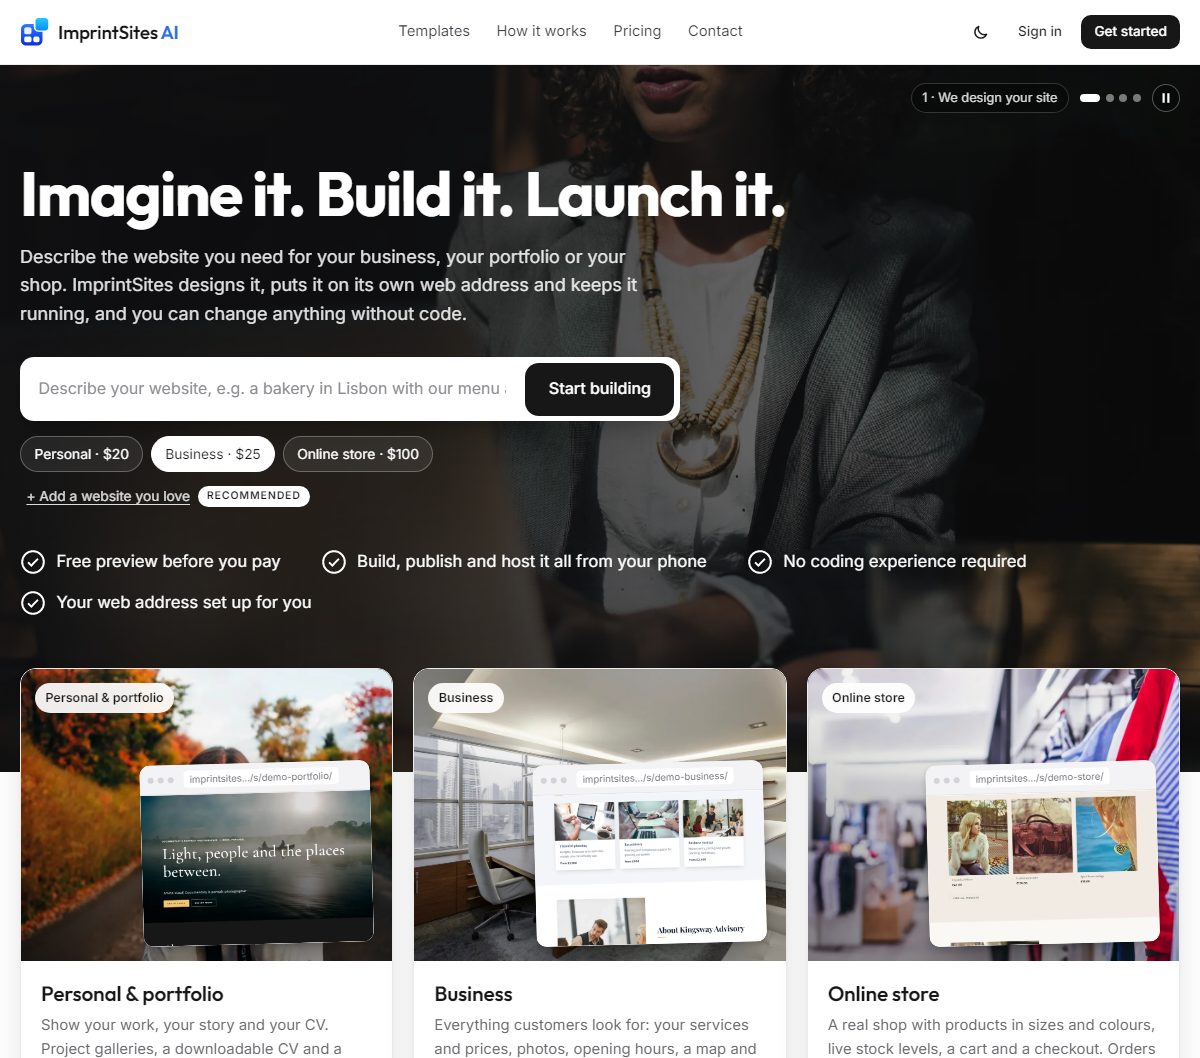 ImprintSites AI
Templates How it works Pricing Contact
Sign in Get started
1 · We design your site
Imagine it. Build it. Launch it.
Describe the website you need for your business, your portfolio or your
shop. ImprintSites designs it, puts it on its own web address and keeps it
running, and you can change anything without code.
Describe your website, e.g. a bakery in Lisbon with our menu
Start building
Personal · $20 Business · $25 Online store · $100
+ Add a website you love RECOMMENDED
Free preview before you pay Build, publish and host it all from your phone No coding experience required
Your web address set up for you
Personal & portfolio
imprintsites.../s/demo-portfolio/
Light, people and the places
between.
Business
imprintsites.../s/demo-business/
About Kingsway Advisory
Online store
imprintsites.../s/demo-store/
Personal & portfolio
Show your work, your story and your CV.
Project galleries, a downloadable CV and a
Business
Everything customers look for: your services
and prices, photos, opening hours, a map and
Online store
A real shop with products in sizes and colours,
live stock levels, a cart and a checkout. Orders